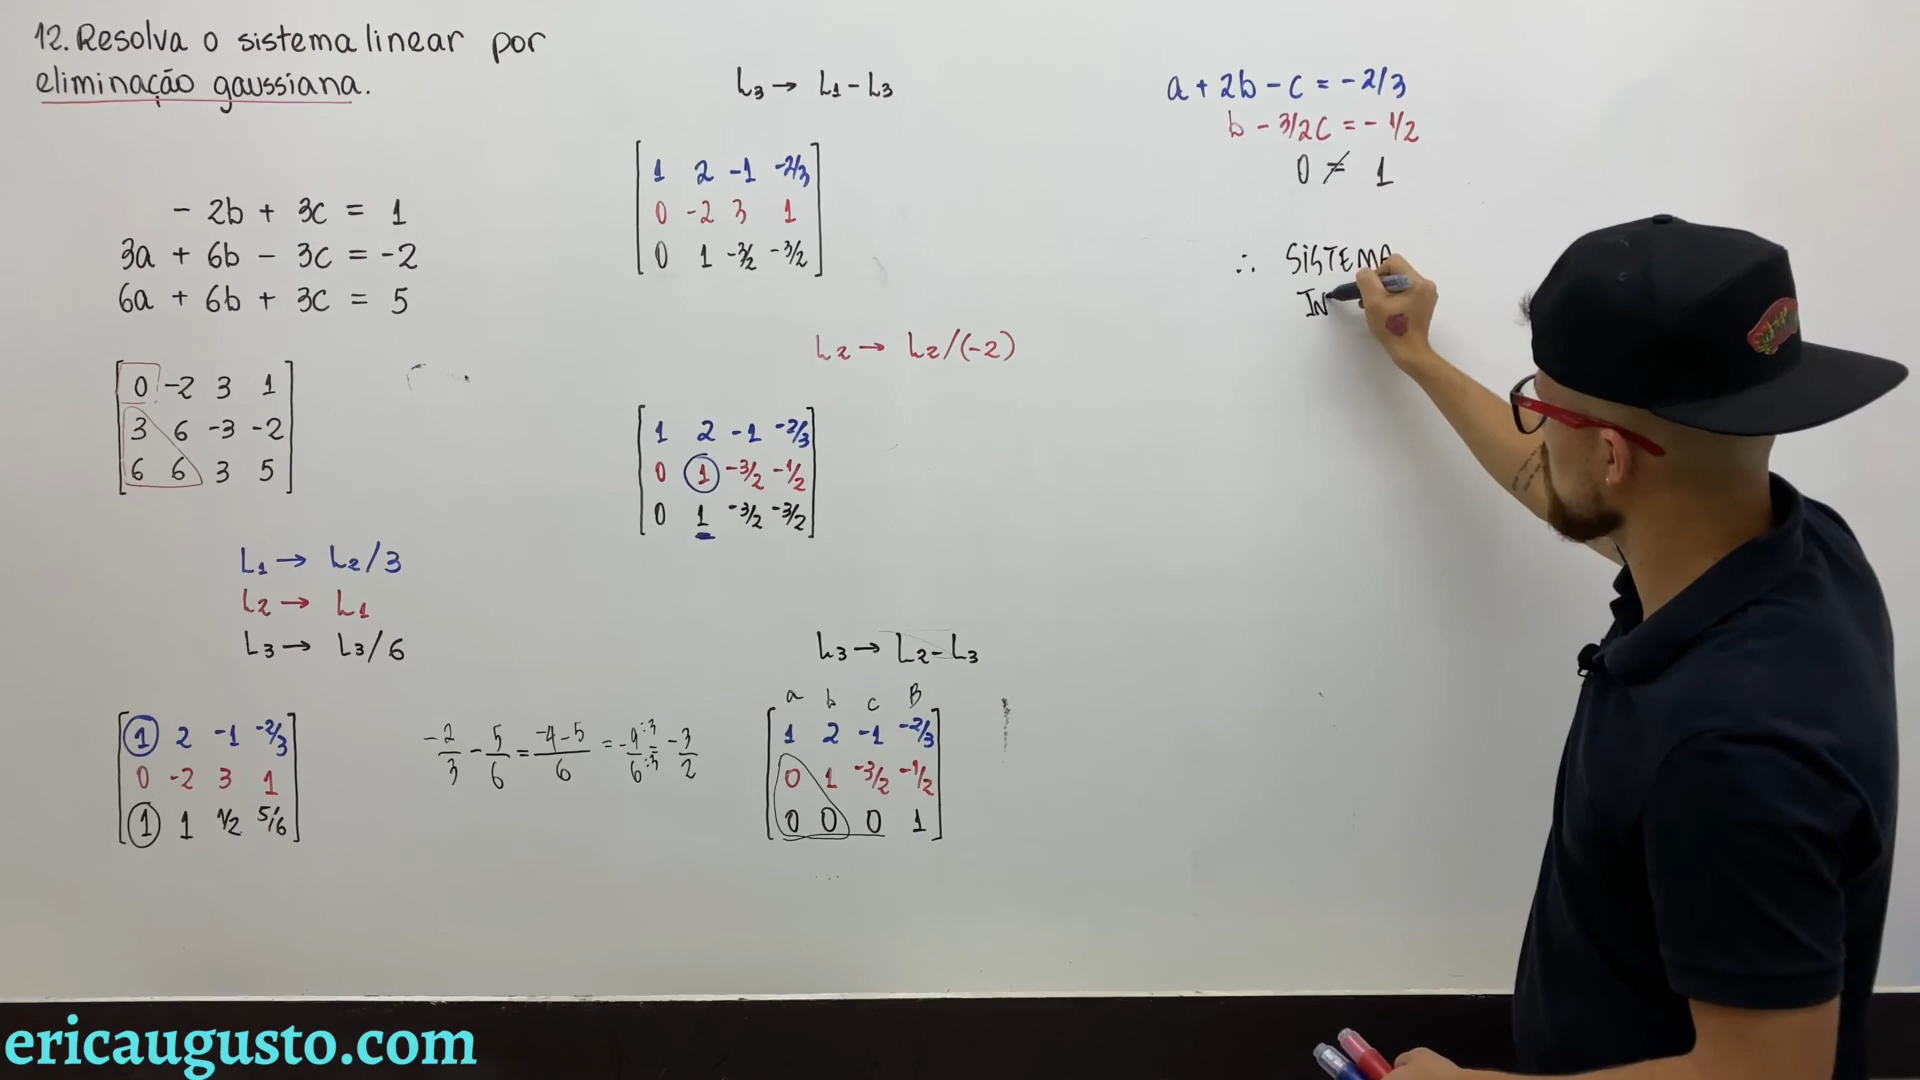 12. Resolva o sistema linear por
eliminação gaussiana.
- 2b + 3c = 1
3a + 6b - 3c = -2
6a + 6b + 3c = 5
0 -2 3 1
3 6 -3 -2
6 6 3 5
L1 → L2/3
L2 → L1
L3 → L3/6
1 2 -1 -2/3
0 -2 3 1
1 1 1/2 5/6
-2/3 - 5/6 = -4-5/6 = -9:3/6:3 = -3/2
L3 → L1 - L3
1 2 -1 -2/3
0 -2 3 1
0 1 -3/2 -3/2
L2 → L2/(-2)
1 2 -1 -2/3
0 1 -3/2 -1/2
0 1 -3/2 -3/2
L3 → L2 - L3
a b c B
1 2 -1 -2/3
0 1 -3/2 -1/2
0 0 0 1
a + 2b - c = -2/3
b - 3/2c = -1/2
0 ≠ 1
∴ SISTEMA
IN
ericaugusto.com